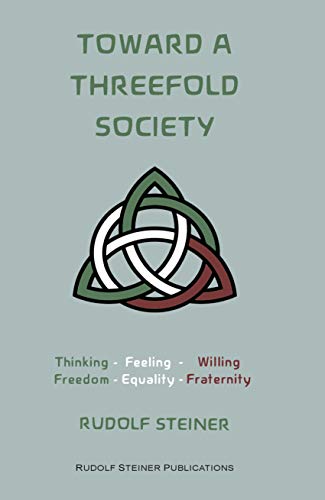 TOWARD A
THREEFOLD
SOCIETY
Thinking - Feeling - Willing
Freedom - Equality - Fraternity
RUDOLF STEINER
RUDOLF STEINER PUBLICATIONS